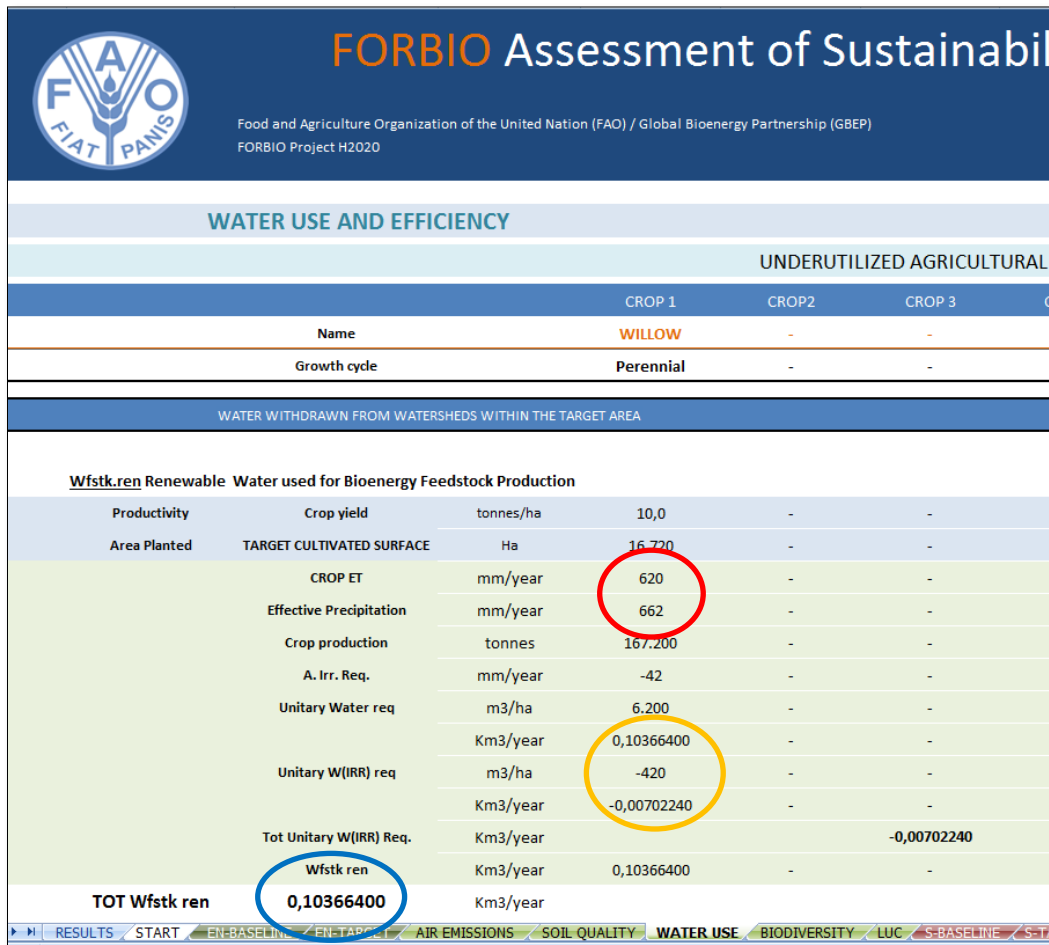 FAO
FIAT PANIS
FORBIO Assessment of Sustainabil
Food and Agriculture Organization of the United Nation (FAO) / Global Bioenergy Partnership (GBEP)
FORBIO Project H2020
WATER USE AND EFFICIENCY
UNDERUTILIZED AGRICULTURAL
CROP 1 CROP2 CROP 3
Name WILLOW - -
Growth cycle Perennial - -
WATER WITHDRAWN FROM WATERSHEDS WITHIN THE TARGET AREA
Wfstk.ren Renewable Water used for Bioenergy Feedstock Production
Productivity Crop yield tonnes/ha 10,0 - -
Area Planted TARGET CULTIVATED SURFACE Ha 16.720 - -
CROP ET mm/year 620 - -
Effective Precipitation mm/year 662 - -
Crop production tonnes 167.200 - -
A. Irr. Req. mm/year -42 - -
Unitary Water req m3/ha 6.200 - -
Km3/year 0,10366400 - -
Unitary W(IRR) req m3/ha -420 - -
Km3/year -0,00702240 - -
Tot Unitary W(IRR) Req. Km3/year -0,00702240
Wfstk ren Km3/year 0,10366400 - -
TOT Wfstk ren 0,10366400 Km3/year
RESULTS START EN-BASELINE EN-TARGET AIR EMISSIONS SOIL QUALITY WATER USE BIODIVERSITY LUC S-BASELINE S-T